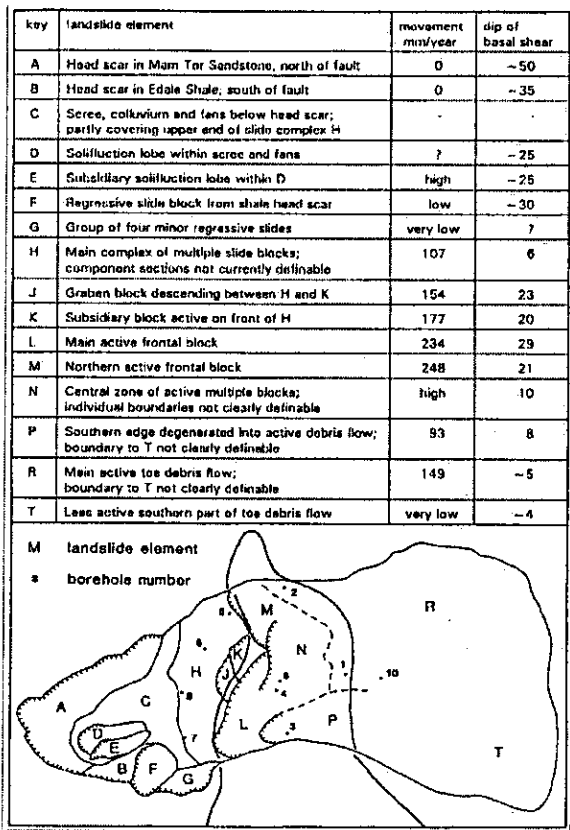 key landslide element movement mm/year dip of basal shear
A Head scar in Mam Tor Sandstone, north of fault 0 ~50
B Head scar in Edale Shale; south of fault 0 ~35
C Scree, colluvium and fans below head scar;
partly covering upper end of slide complex H - -
D Solifluction lobe within scree and fans ? ~25
E Subsidiary solifluction lobe within D high ~25
F Regressive slide block from shale head scar low ~30
G Group of four minor regressive slides very low ?
H Main complex of multiple slide blocks; 107 6
component sections not currently definable
J Graben block descending between H and K 154 23
K Subsidiary block active on front of H 177 20
L Main active frontal block 234 29
M Northern active frontal block 248 21
N Central zone of active multiple blocks; high 10
individual boundaries not clearly definable
P Southern edge degenerated into active debris flow; 93 8
boundary to T not clearly definable
R Main active toe debris flow; 149 ~5
boundary to T not clearly definable
T Less active southern part of toe debris flow very low ~4
M landslide element
* borehole number
2
M
R
6
N
K
H
J
1
10
C
5
A
8
4
D
L
P
3
E
7
B
F
G
T